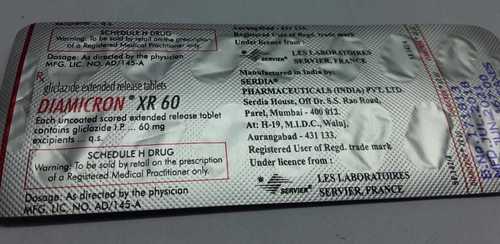 SCHEDULE H DRUG
Warning: To be sold by retail on the prescription
of a Registered Medical Practitioner only.
Dosage: As directed by the physician
MFG. LIC. NO. AD/145-A
Rx
gliclazide extended release tablets
DIAMICRON® XR 60
Each uncoated scored extended release tablet
contains gliclazide I.P. ... 60 mg
excipients ... q.s.
SCHEDULE H DRUG
Warning: To be sold by retail on the prescription
of a Registered Medical Practitioner only.
Dosage: As directed by the physician
MFG. LIC. NO. AD/145-A
Aurangabad - 431 133.
Registered User of Regd. trade mark
Under licence from :
LES LABORATOIRES
SERVIER, FRANCE
SERVIER
Manufactured in India by:
SERDIA®
PHARMACEUTICALS (INDIA) PVT. LTD.
Serdia House, Off Dr. S.S. Rao Road,
Parel, Mumbai - 400 012.
At: H-19, M.I.D.C., Waluj,
Aurangabad - 431 133.
Registered User of Regd. trade mark
Under licence from :
LES LABORATOIRES
SERVIER, FRANCE
SERVIER